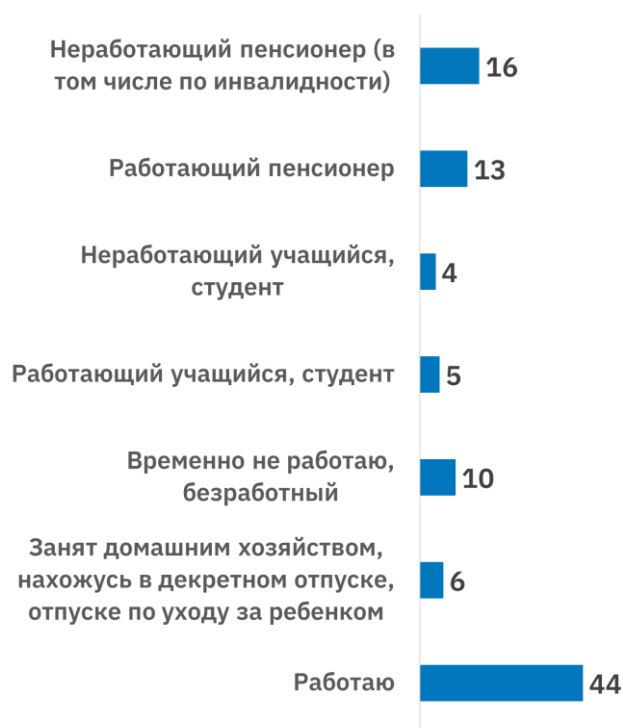 Неработающий пенсионер (в
том числе по инвалидности)
16
Работающий пенсионер
13
Неработающий учащийся,
студент
4
Работающий учащийся, студент
5
Временно не работаю,
безработный
10
Занят домашним хозяйством,
нахожусь в декретном отпуске,
отпуске по уходу за ребенком
6
Работаю
44